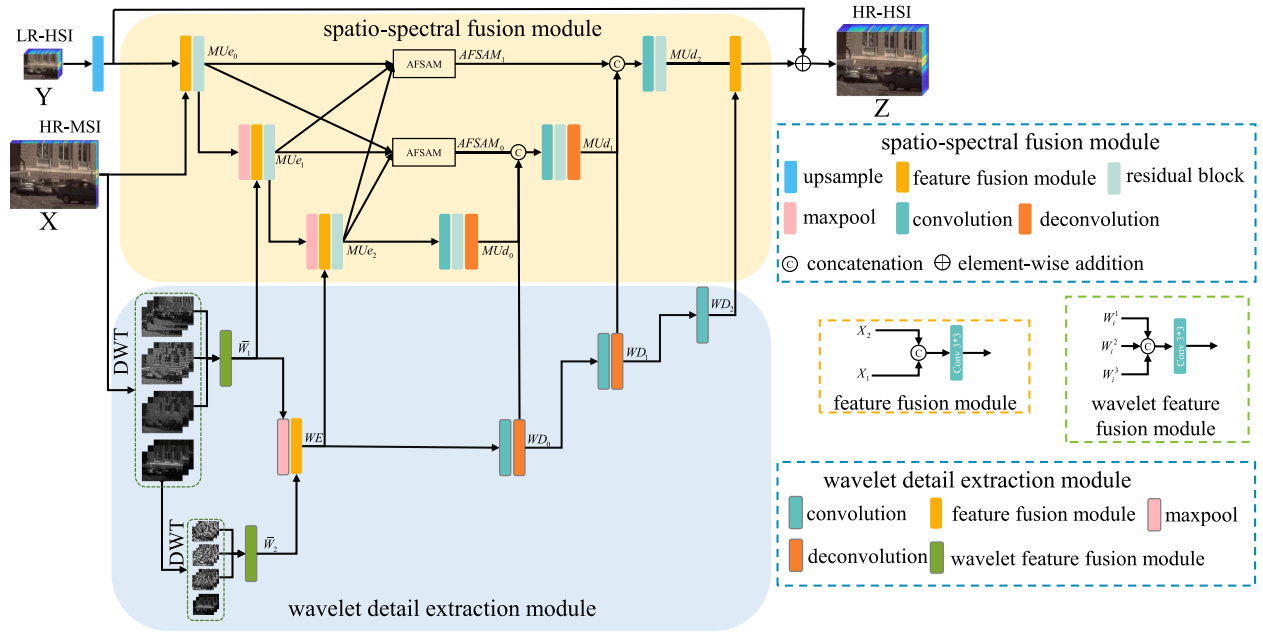 LR-HSI
Y
HR-MSI
X
spatio-spectral fusion module
MUe₀
MUe₁
MUe₂
AFSAM
AFSAM₁
AFSAM
AFSAM₀
C
C
MUd₂
MUd₁
MUd₀
HR-HSI
Z
DWT
W̅₁
DWT
W̅₂
WE
WD₀
WD₁
WD₂
wavelet detail extraction module
spatio-spectral fusion module
upsample
feature fusion module
residual block
maxpool
convolution
deconvolution
C concatenation
element-wise addition
X₂
X₁
C
Conv 3*3
feature fusion module
Wᵢ¹
Wᵢ²
Wᵢ³
C
Conv 3*3
wavelet feature
fusion module
wavelet detail extraction module
convolution
feature fusion module
maxpool
deconvolution
wavelet feature fusion module